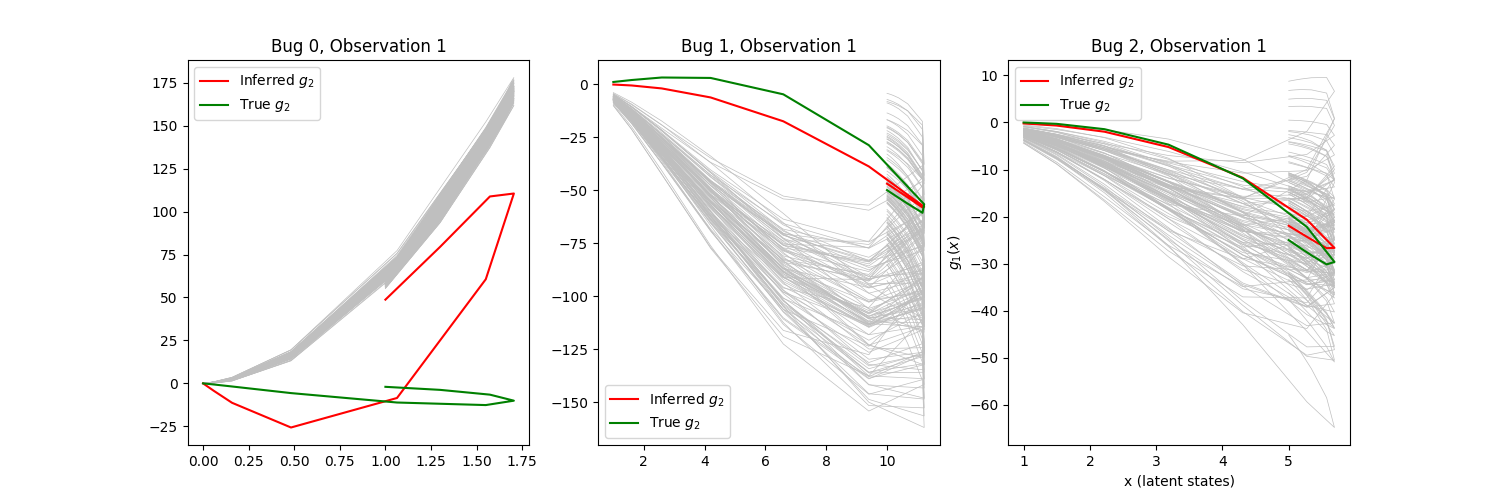 Bug 0, Observation 1
Inferred g₂
True g₂
175
150
125
100
75
50
25
0
−25
0.00 0.25 0.50 0.75 1.00 1.25 1.50 1.75
Bug 1, Observation 1
0
−25
−50
−75
−100
−125
−150
Inferred g₂
True g₂
2 4 6 8 10
Bug 2, Observation 1
Inferred g₂
True g₂
10
0
−10
−20
−30
−40
−50
−60
g₁(x)
1 2 3 4 5
x (latent states)